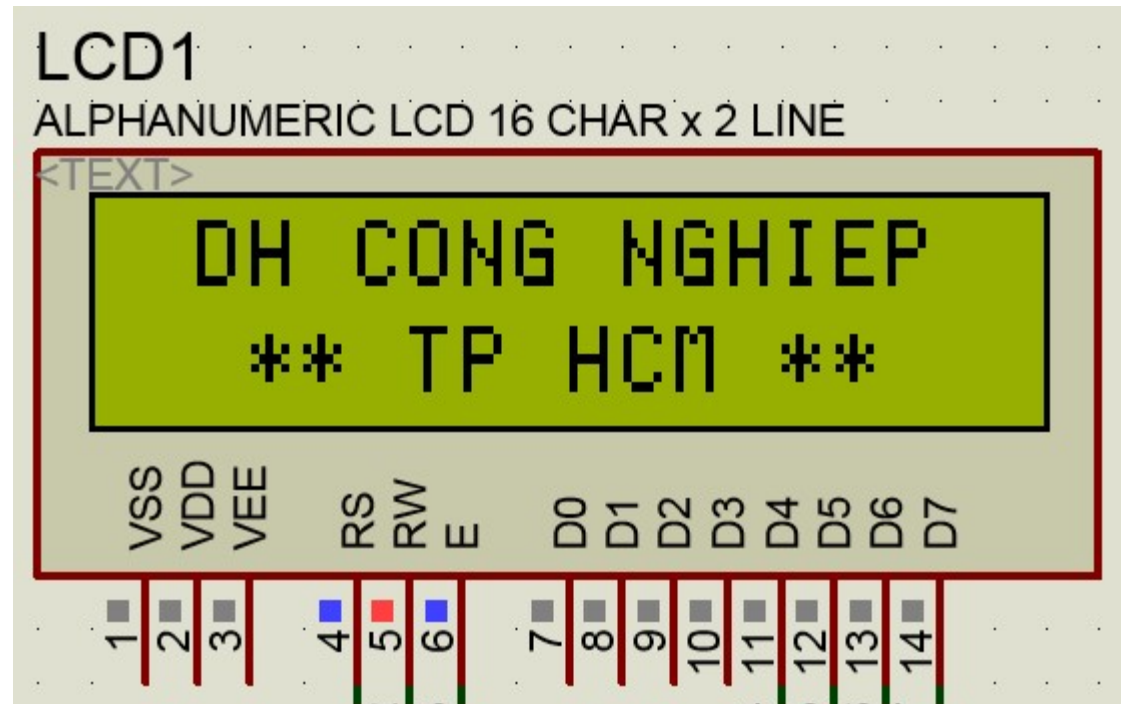 LCD1
ALPHANUMERIC LCD 16 CHAR x 2 LINE
<TEXT>
DH CONG NGHIEP
** TP HCM **
VSS VDD VEE RS RW E D0 D1 D2 D3 D4 D5 D6 D7
1 2 3 4 5 6 7 8 9 10 11 12 13 14